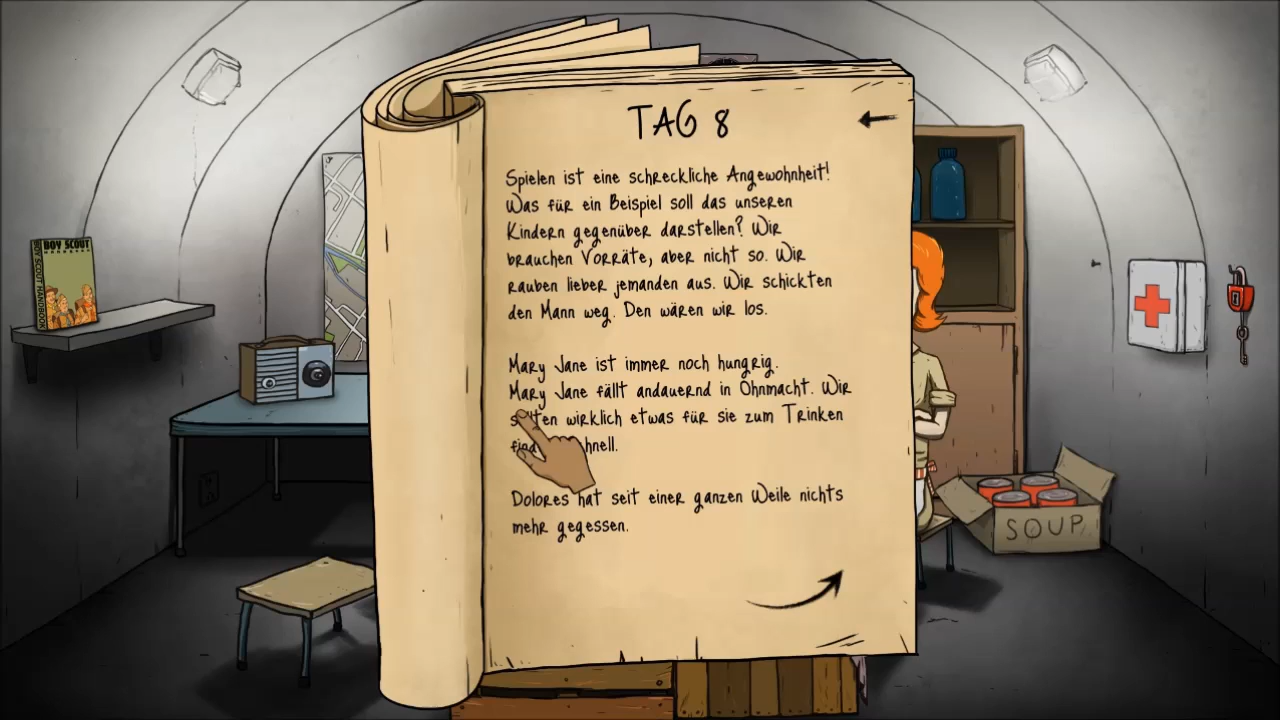 TAG 8
Spielen ist eine schreckliche Angewohnheit!
Was für ein Beispiel soll das unseren
Kindern gegenüber darstellen? Wir
brauchen Vorräte, aber nicht so. Wir
rauben lieber jemanden aus. Wir schickten
den Mann weg. Den wären wir los.
Mary Jane ist immer noch hungrig.
Mary Jane fällt andauernd in Ohnmacht. Wir
wirklich etwas für sie zum Trinken
Dolores hat seit einer ganzen Weile nichts
mehr gegessen.
BOY SCOUT
BOY SCOUT HANDBOOK
SOUP